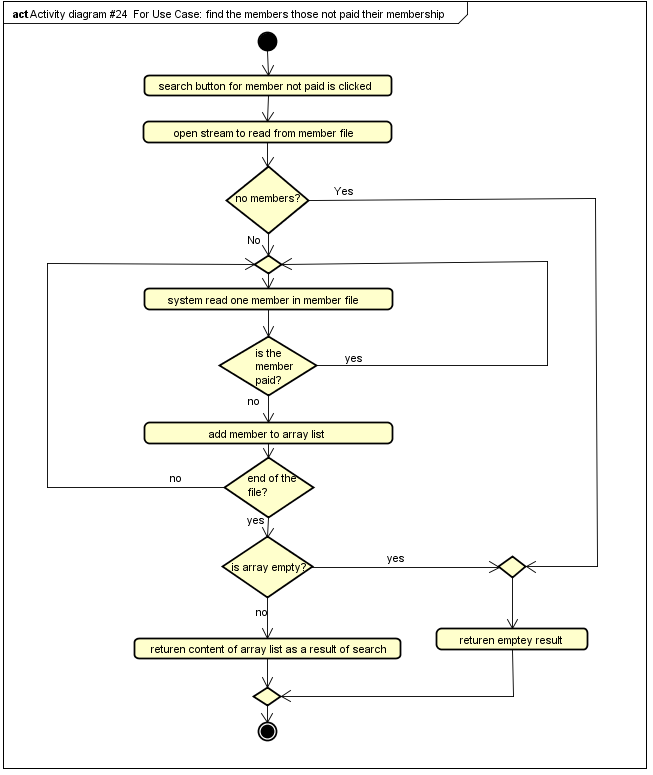 act Activity diagram #24 For Use Case: find the members those not paid their membership
search button for member not paid is clicked
open stream to read from member file
no members?
Yes
No
system read one member in member file
is the
member
paid?
yes
no
add member to array list
end of the
file?
no
yes
is array empty?
yes
no
returen content of array list as a result of search
returen emptey result